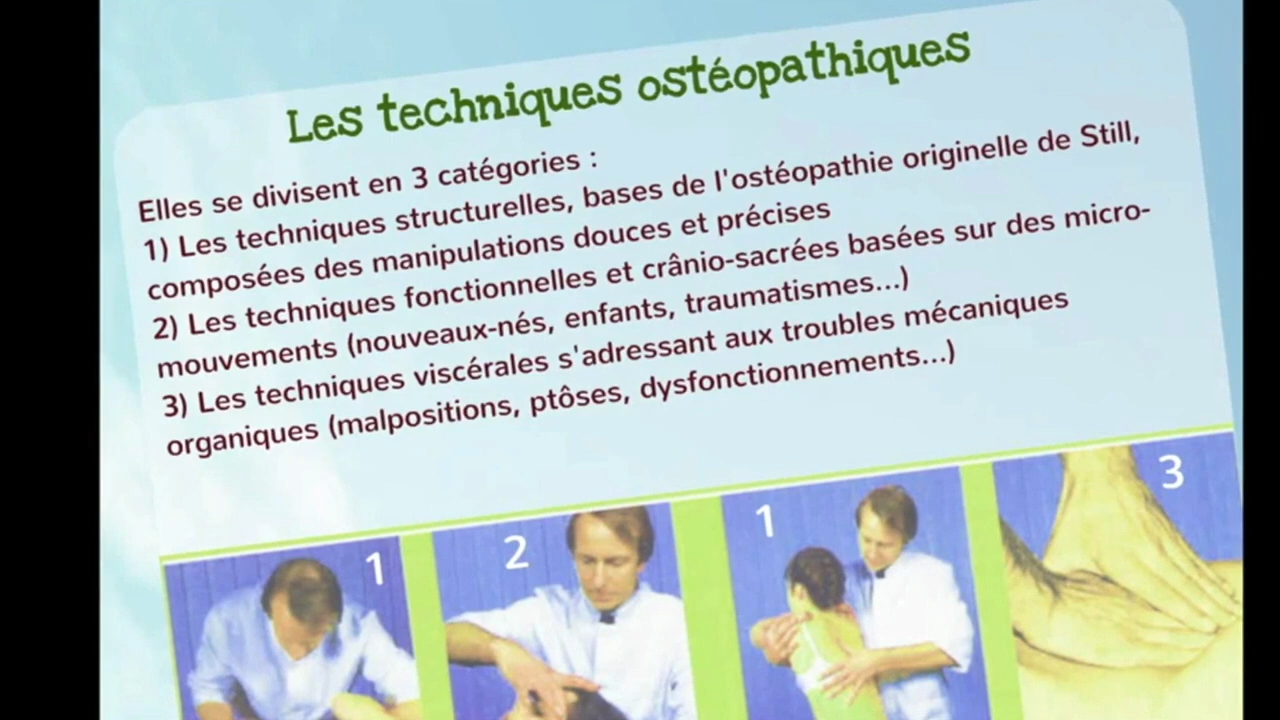 Les techniques ostéopathiques
Elles se divisent en 3 catégories :
1) Les techniques structurelles, bases de l'ostéopathie originelle de Still,
composées des manipulations douces et précises
2) Les techniques fonctionnelles et crânio-sacrées basées sur des micro-
mouvements (nouveaux-nés, enfants, traumatismes...)
3) Les techniques viscérales s'adressant aux troubles mécaniques
organiques (malpositions, ptôses, dysfonctionnements...)
1
2
1
3